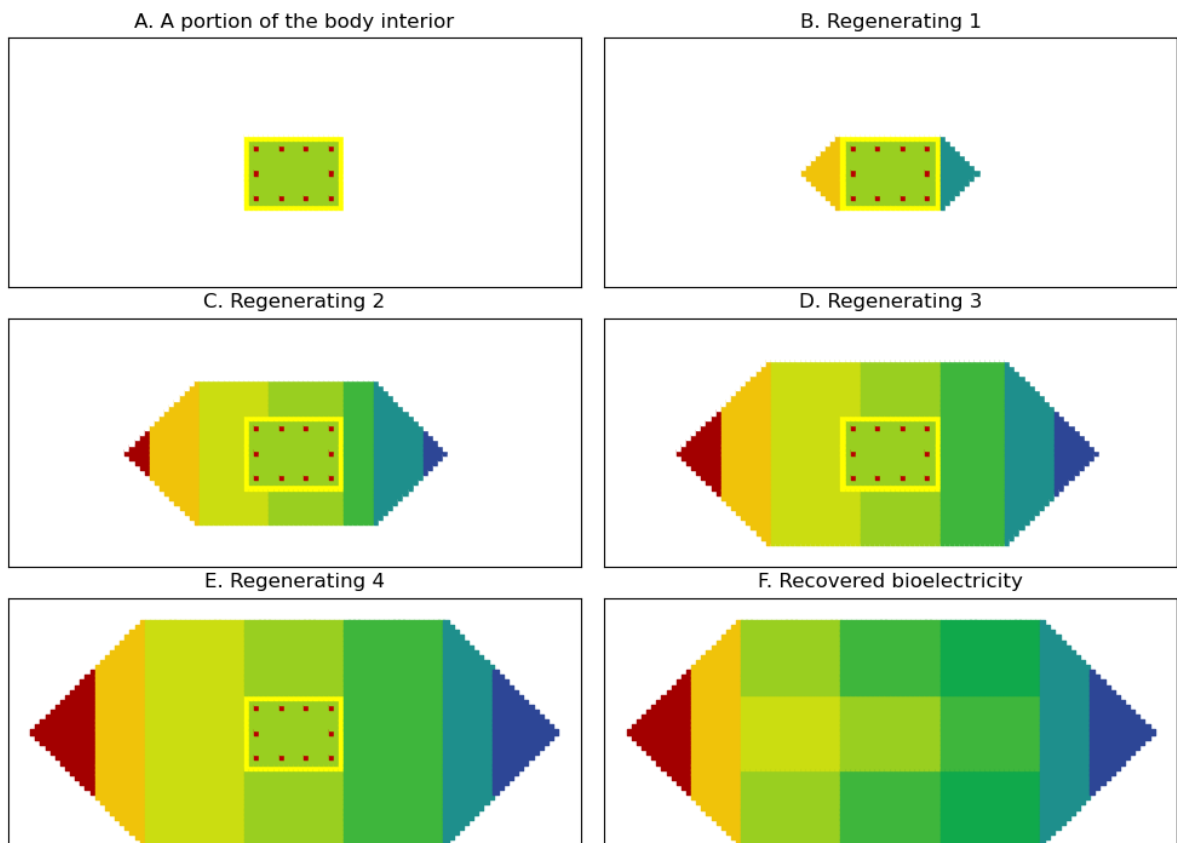 A. A portion of the body interior
B. Regenerating 1
C. Regenerating 2
D. Regenerating 3
E. Regenerating 4
F. Recovered bioelectricity